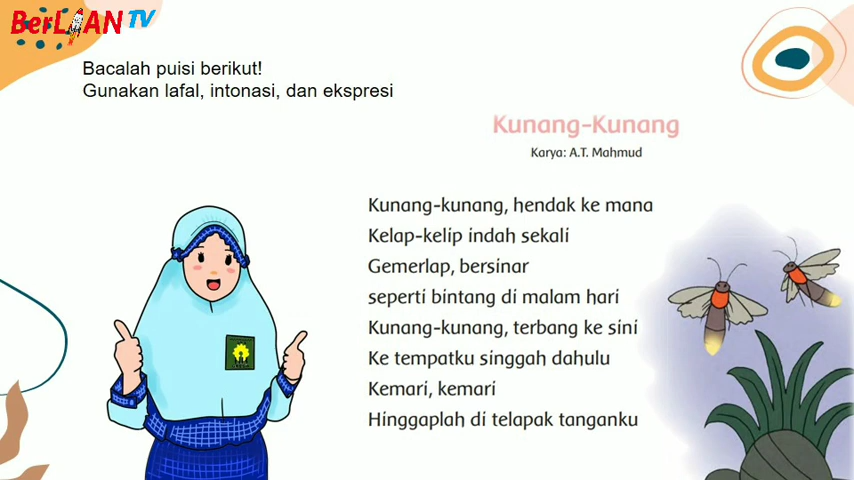 BerLIAN TV
Bacalah puisi berikut!
Gunakan lafal, intonasi, dan ekspresi
Kunang-Kunang
Karya: A.T. Mahmud
Kunang-kunang, hendak ke mana
Kelap-kelip indah sekali
Gemerlap, bersinar
seperti bintang di malam hari
Kunang-kunang, terbang ke sini
Ke tempatku singgah dahulu
Kemari, kemari
Hinggaplah di telapak tanganku